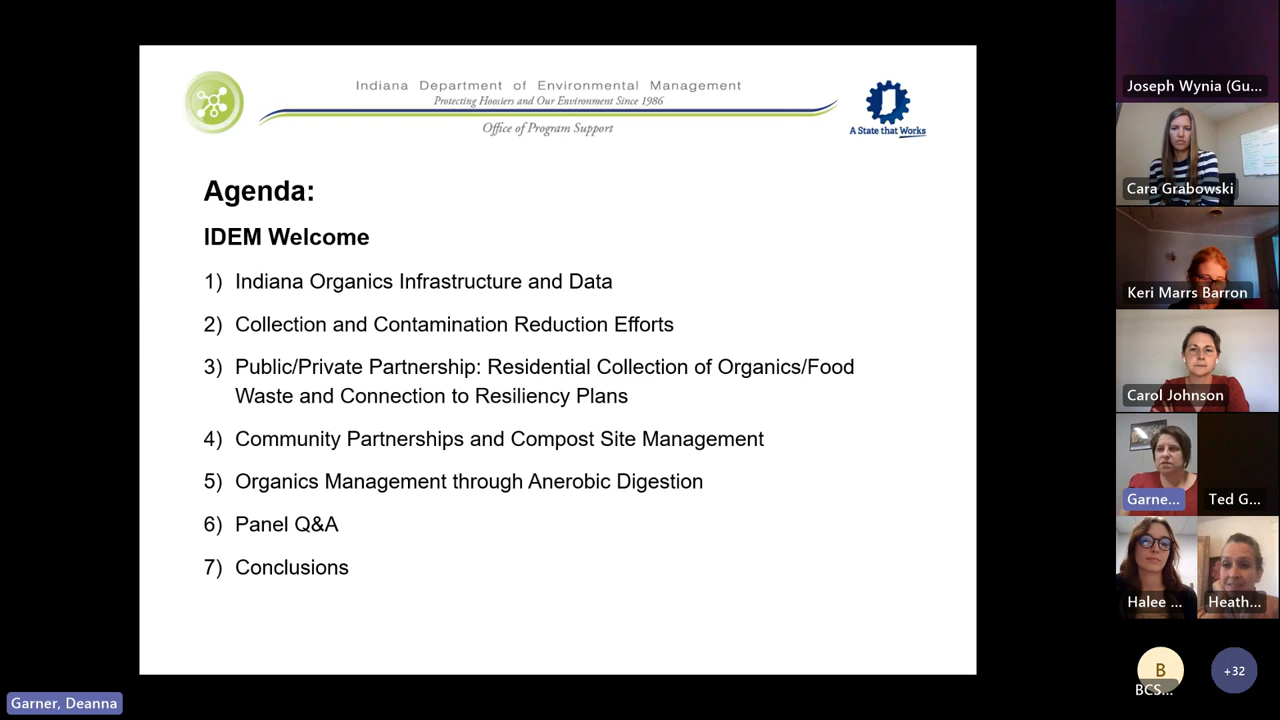 Indiana Department of Environmental Management
Protecting Hoosiers and Our Environment Since 1986
Office of Program Support
A State that Works
Agenda:
IDEM Welcome
1) Indiana Organics Infrastructure and Data
2) Collection and Contamination Reduction Efforts
3) Public/Private Partnership: Residential Collection of Organics/Food
Waste and Connection to Resiliency Plans
4) Community Partnerships and Compost Site Management
5) Organics Management through Anerobic Digestion
6) Panel Q&A
7) Conclusions
Garner, Deanna
Joseph Wynia (Gu...
Cara Grabowski
Keri Marrs Barron
Carol Johnson
Garne...
Ted G...
Halee ...
Heath...
B
BCS...
+32